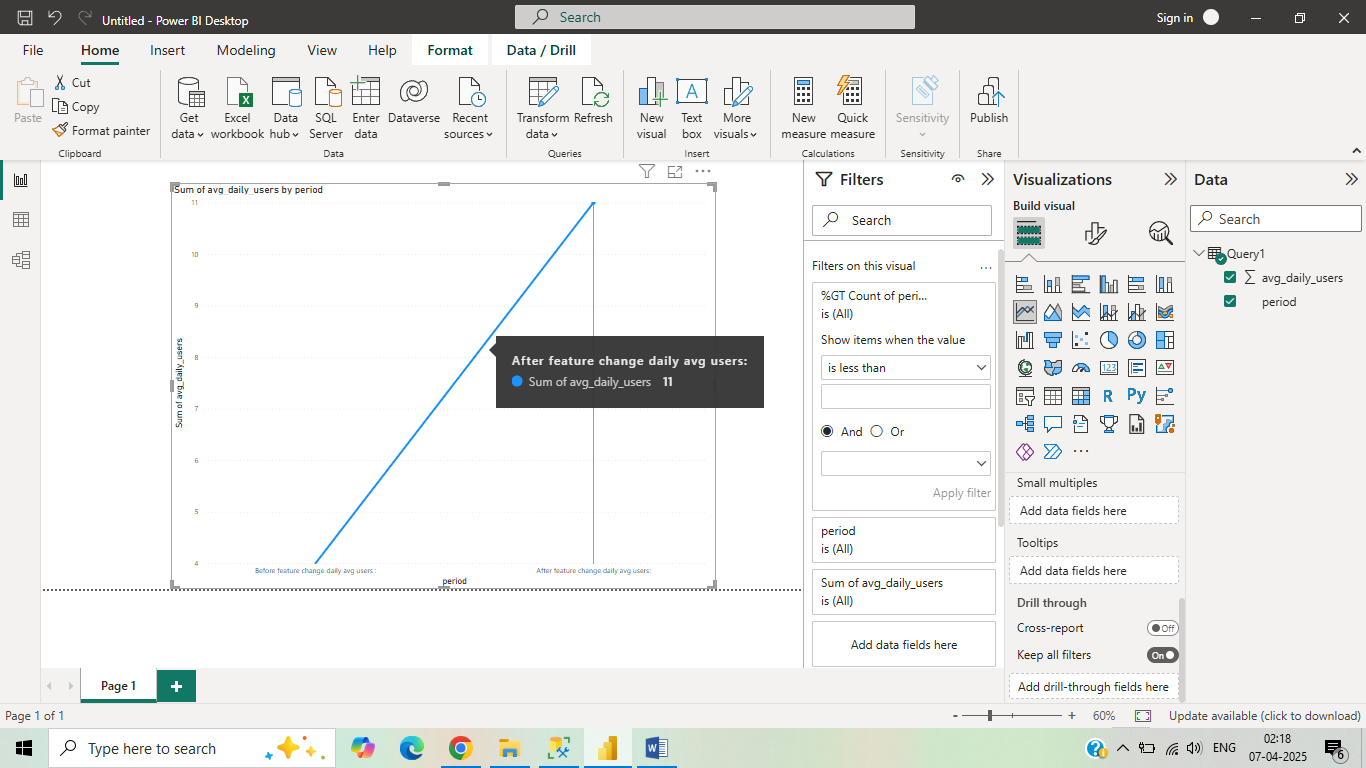 Untitled - Power BI Desktop
Search
Sign in
File
Home
Insert
Modeling
View
Help
Format
Data / Drill
Paste
Cut
Copy
Format painter
Clipboard
Get data
Excel workbook
Data hub
SQL Server
Enter data
Dataverse
Recent sources
Data
Transform data
Refresh
Queries
New visual
Text box
More visuals
Insert
New measure
Quick measure
Calculations
Sensitivity
Sensitivity
Publish
Share
Sum of avg_daily_users by period
11
10
9
8
7
6
5
4
Sum of avg_daily_users
Before feature change daily avg users :
After feature change daily avg users:
period
After feature change daily avg users:
Sum of avg_daily_users 11
Filters
Search
Filters on this visual
...
%GT Count of peri...
is (All)
Show items when the value
is less than
And
Or
Apply filter
period
is (All)
Sum of avg_daily_users
is (All)
Add data fields here
Visualizations
Build visual
123
R
Py
...
Small multiples
Add data fields here
Tooltips
Add data fields here
Drill through
Cross-report
Off
Keep all filters
On
Add drill-through fields here
Data
Search
Query1
Σ avg_daily_users
period
Page 1
+
Page 1 of 1
- + 60%
Update available (click to download)
Type here to search
ENG
02:18
07-04-2025
6